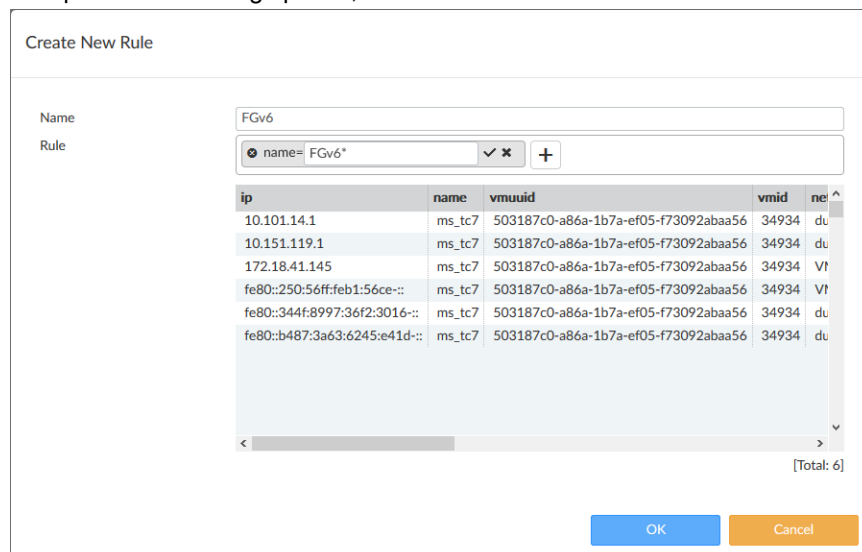 Create New Rule
Name
FGv6
Rule
name= FGv6*
ip name vmuuid vmid
10.101.14.1 ms_tc7 503187c0-a86a-1b7a-ef05-f73092abaa56 34934 du
10.151.119.1 ms_tc7 503187c0-a86a-1b7a-ef05-f73092abaa56 34934 du
172.18.41.145 ms_tc7 503187c0-a86a-1b7a-ef05-f73092abaa56 34934
fe80::250:56ff:feb1:56ce-:: ms_tc7 503187c0-a86a-1b7a-ef05-f73092abaa56 34934
fe80::344f:8997:36f2:3016-:: ms_tc7 503187c0-a86a-1b7a-ef05-f73092abaa56 34934 du
fe80::b487:3a63:6245:e41d-:: ms_tc7 503187c0-a86a-1b7a-ef05-f73092abaa56 34934 du
[Total: 6]
OK Cancel